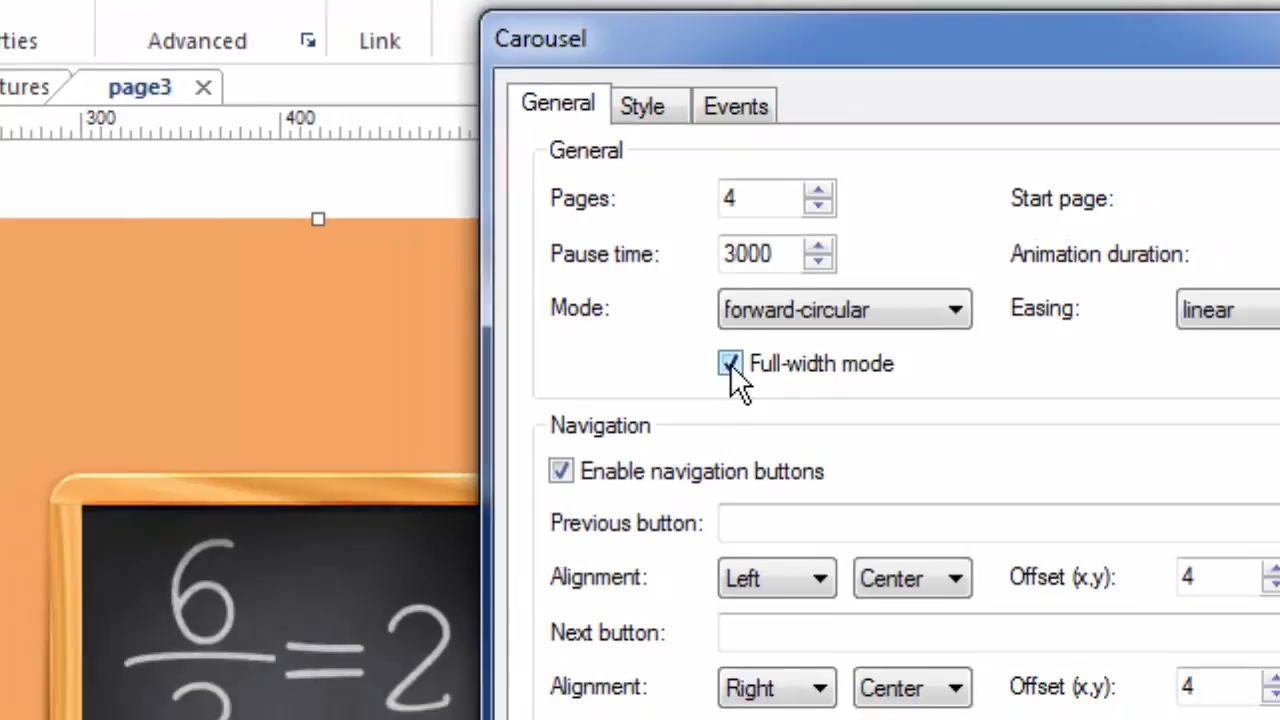 rties
Advanced
Link
tures
page3
300
400
Carousel
General
Style
Events
General
Pages:
4
Start page:
Pause time:
3000
Animation duration:
Mode:
forward-circular
Easing:
linear
Full-width mode
Navigation
Enable navigation buttons
Previous button:
Alignment:
Left
Center
Offset (x,y):
4
Next button:
Alignment:
Right
Center
Offset (x,y):
4
6
= 2